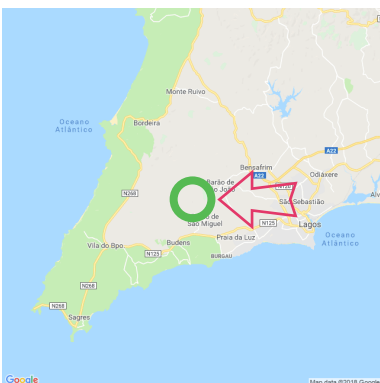 Monte Ruivo
Oceano
Atlântico
Bordeira
A22
Bensafrim
A22
Odiáxere
Barão de
São João
N120
N268
São Sebastião
Alv
de
São Miguel
N125
Lagos
Praia da Luz
Oceano
Atlântico
Vila do Bpo.
Budens
N125
BURGAU
N268
N268
Sagres
Google
Map data ©2018 Google